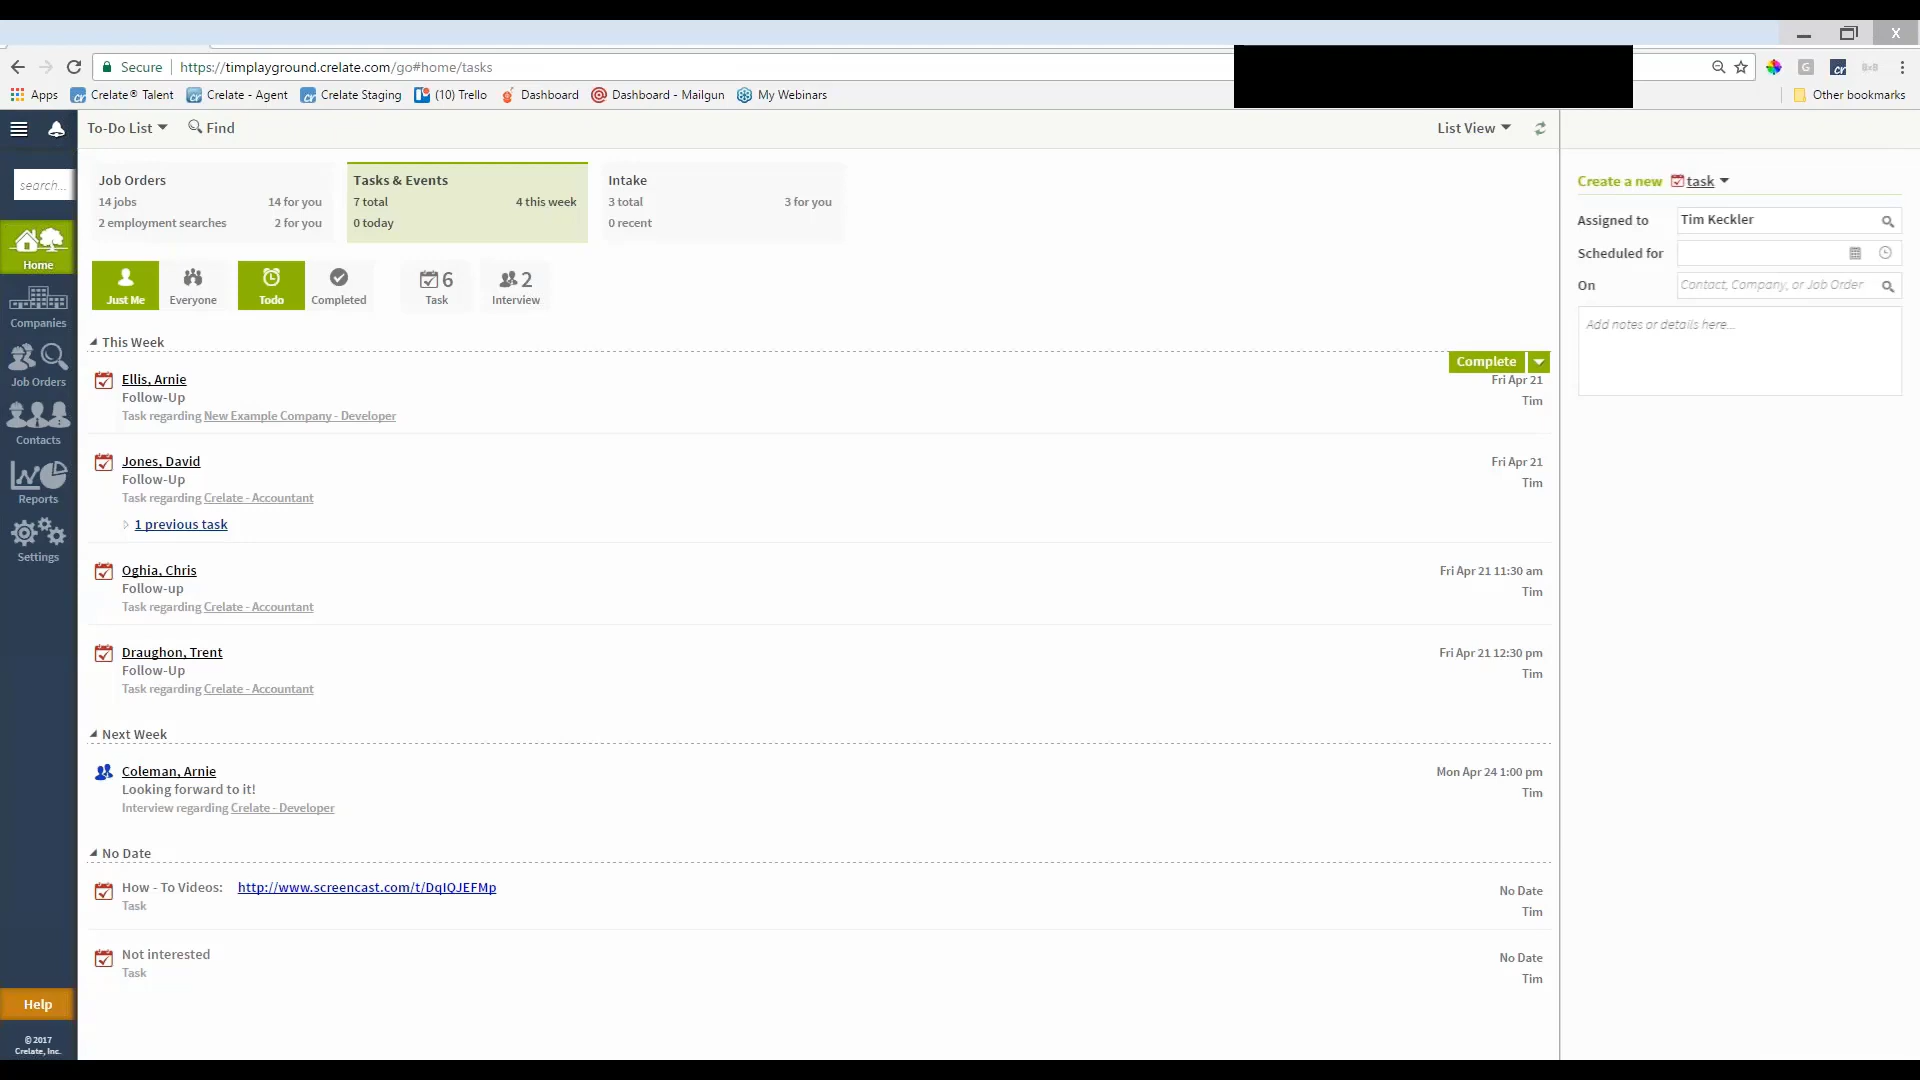 X
Secure https://timplayground.crelate.com/go#home/tasks
Apps Crelate® Talent Crelate - Agent Crelate Staging (10) Trello Dashboard Dashboard - Mailgun My Webinars Other bookmarks
To-Do List Find List View
search...
Home
Companies
Job Orders
Contacts
Reports
Settings
Help
© 2017
Crelate, Inc.
Job Orders
14 jobs 14 for you
2 employment searches 2 for you
Tasks & Events
7 total 4 this week
0 today
Intake
3 total 3 for you
0 recent
Just Me Everyone Todo Completed
6 Task
2 Interview
This Week
Complete
Ellis, Arnie Fri Apr 21
Follow-Up Tim
Task regarding New Example Company - Developer
Jones, David Fri Apr 21
Follow-Up Tim
Task regarding Crelate - Accountant
1 previous task
Oghia, Chris Fri Apr 21 11:30 am
Follow-up Tim
Task regarding Crelate - Accountant
Draughon, Trent Fri Apr 21 12:30 pm
Follow-Up Tim
Task regarding Crelate - Accountant
Next Week
Coleman, Arnie Mon Apr 24 1:00 pm
Looking forward to it! Tim
Interview regarding Crelate - Developer
No Date
How - To Videos: http://www.screencast.com/t/DqIQJEFMp No Date
Task Tim
Not interested No Date
Task Tim
Create a new task
Assigned to Tim Keckler
Scheduled for
On Contact, Company, or Job Order
Add notes or details here...